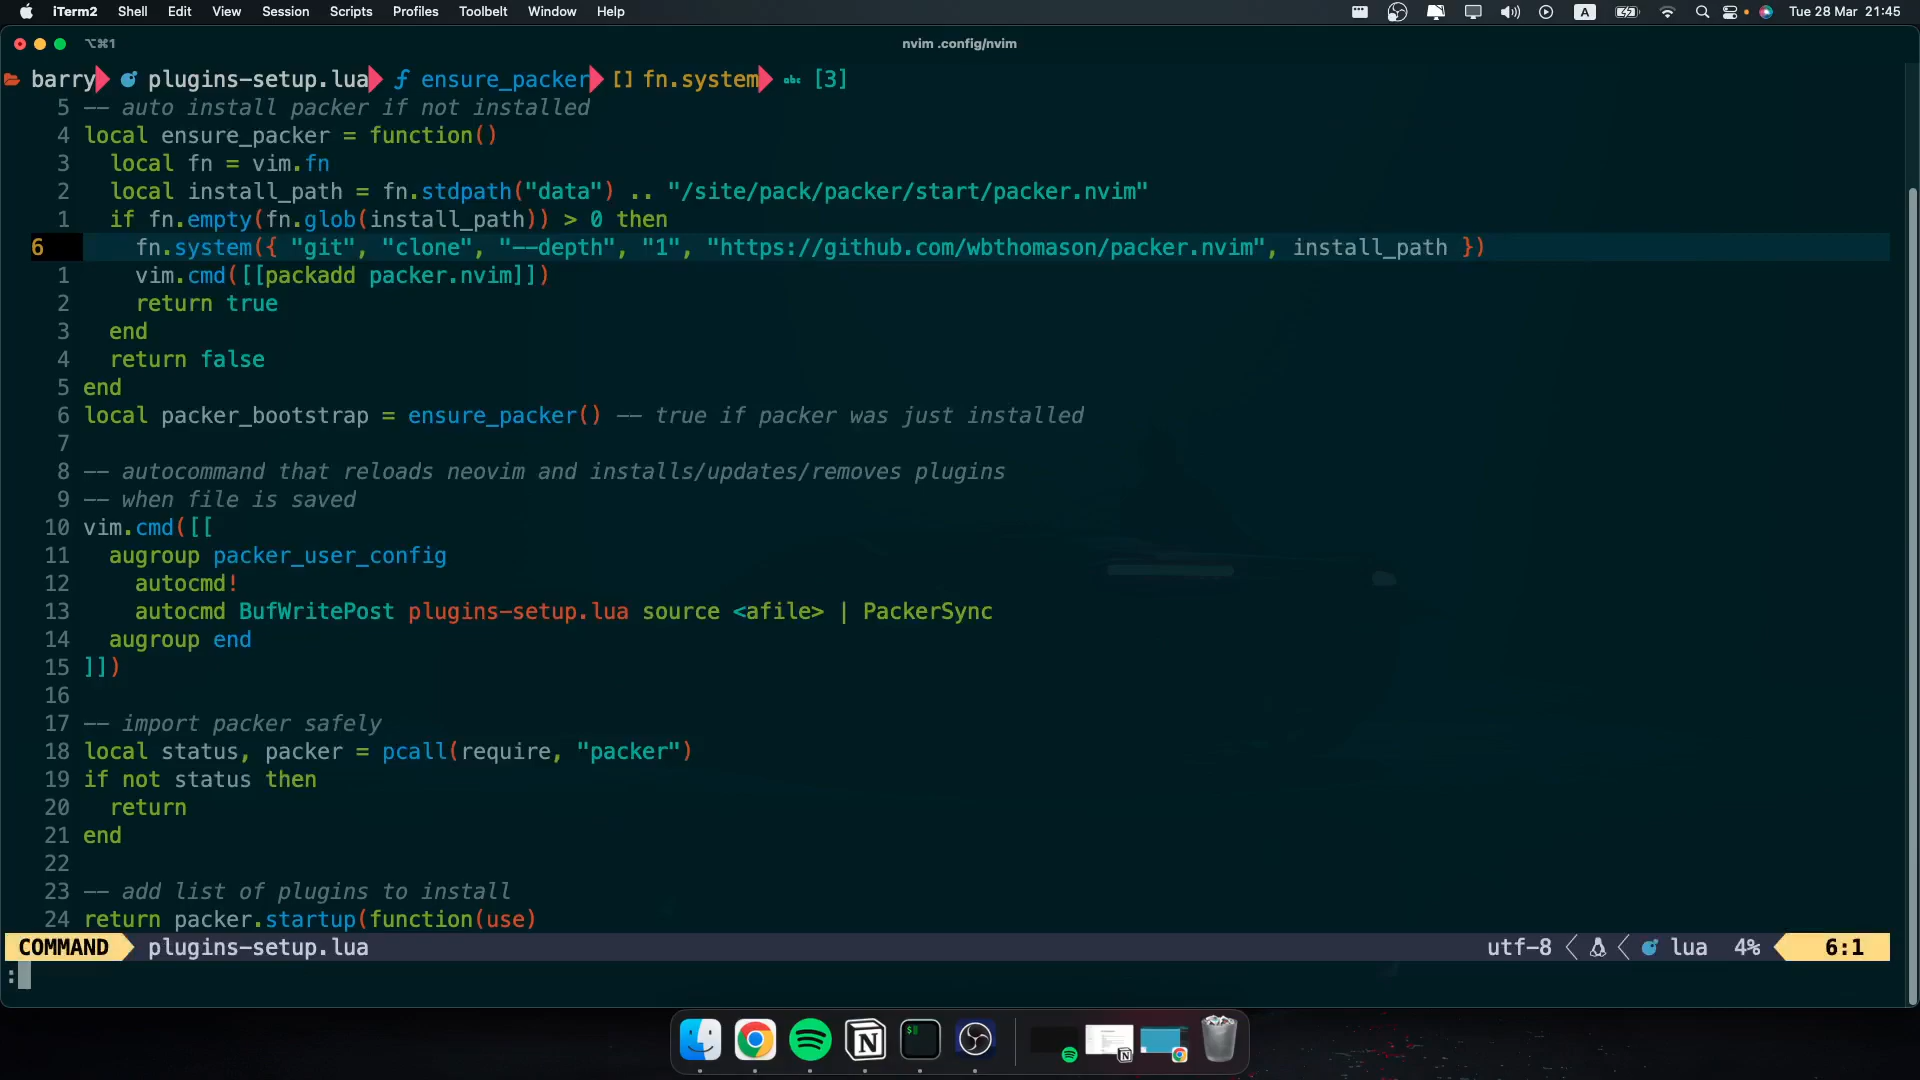 iTerm2 Shell Edit View Session Scripts Profiles Toolbelt Window Help A Tue 28 Mar 21:45
⌥⌘1 nvim .config/nvim
barry plugins-setup.lua ƒ ensure_packer [] fn.system abc [3]
5 -- auto install packer if not installed
4 local ensure_packer = function()
3   local fn = vim.fn
2   local install_path = fn.stdpath("data") .. "/site/pack/packer/start/packer.nvim"
1   if fn.empty(fn.glob(install_path)) > 0 then
6     fn.system({ "git", "clone", "--depth", "1", "https://github.com/wbthomason/packer.nvim", install_path })
1     vim.cmd([[packadd packer.nvim]])
2     return true
3   end
4   return false
5 end
6 local packer_bootstrap = ensure_packer() -- true if packer was just installed
7
8 -- autocommand that reloads neovim and installs/updates/removes plugins
9 -- when file is saved
10 vim.cmd([[
11   augroup packer_user_config
12     autocmd!
13     autocmd BufWritePost plugins-setup.lua source <afile> | PackerSync
14   augroup end
15 ]])
16
17 -- import packer safely
18 local status, packer = pcall(require, "packer")
19 if not status then
20   return
21 end
22
23 -- add list of plugins to install
24 return packer.startup(function(use)
COMMAND plugins-setup.lua utf-8 lua 4% 6:1
: